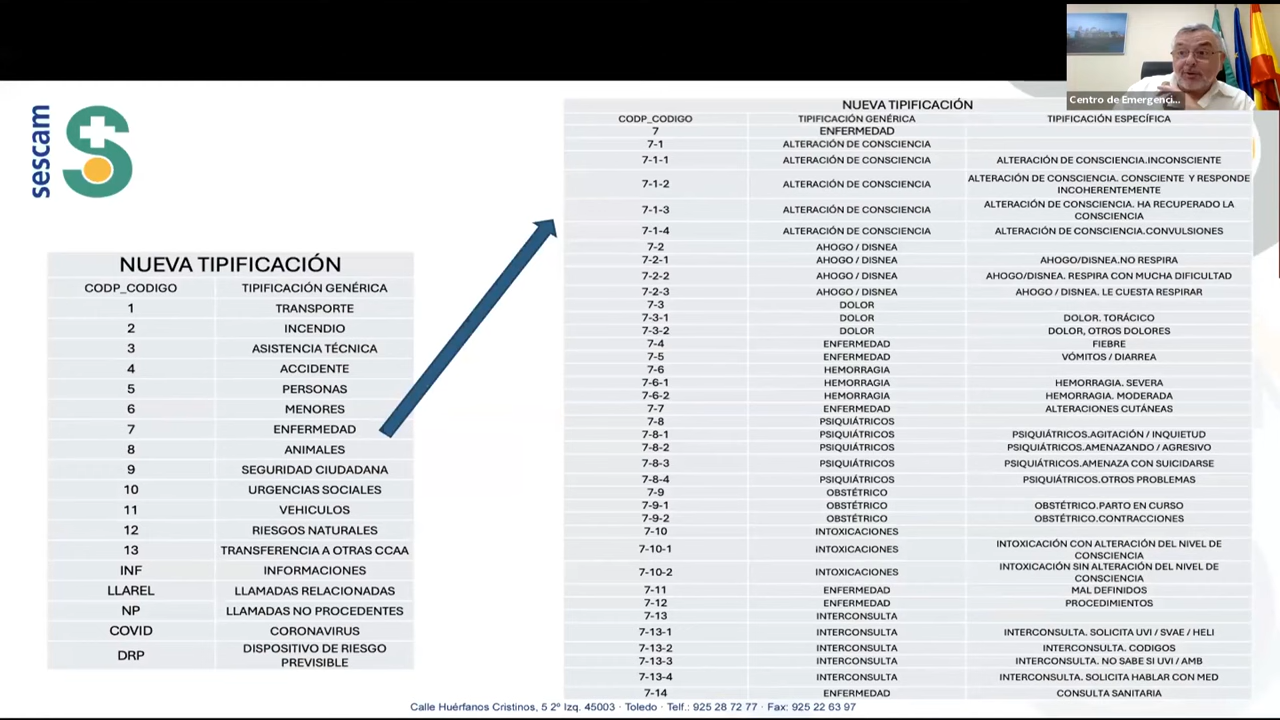 Centro de Emergenci...
sescam
NUEVA TIPIFICACIÓN
CODP_CODIGO TIPIFICACIÓN GENÉRICA
1 TRANSPORTE
2 INCENDIO
3 ASISTENCIA TÉCNICA
4 ACCIDENTE
5 PERSONAS
6 MENORES
7 ENFERMEDAD
8 ANIMALES
9 SEGURIDAD CIUDADANA
10 URGENCIAS SOCIALES
11 VEHICULOS
12 RIESGOS NATURALES
13 TRANSFERENCIA A OTRAS CCAA
INF INFORMACIONES
LLAREL LLAMADAS RELACIONADAS
NP LLAMADAS NO PROCEDENTES
COVID CORONAVIRUS
DRP DISPOSITIVO DE RIESGO
PREVISIBLE
NUEVA TIPIFICACIÓN
CODP_CODIGO TIPIFICACIÓN GENÉRICA TIPIFICACIÓN ESPECÍFICA
7 ENFERMEDAD
7-1 ALTERACIÓN DE CONSCIENCIA
7-1-1 ALTERACIÓN DE CONSCIENCIA ALTERACIÓN DE CONSCIENCIA.INCONSCIENTE
7-1-2 ALTERACIÓN DE CONSCIENCIA ALTERACIÓN DE CONSCIENCIA. CONSCIENTE Y RESPONDE
INCOHERENTEMENTE
7-1-3 ALTERACIÓN DE CONSCIENCIA ALTERACIÓN DE CONSCIENCIA. HA RECUPERADO LA
CONSCIENCIA
7-1-4 ALTERACIÓN DE CONSCIENCIA ALTERACIÓN DE CONSCIENCIA.CONVULSIONES
7-2 AHOGO / DISNEA
7-2-1 AHOGO / DISNEA AHOGO/DISNEA.NO RESPIRA
7-2-2 AHOGO / DISNEA AHOGO/DISNEA. RESPIRA CON MUCHA DIFICULTAD
7-2-3 AHOGO / DISNEA AHOGO / DISNEA. LE CUESTA RESPIRAR
7-3 DOLOR
7-3-1 DOLOR DOLOR. TORÁCICO
7-3-2 DOLOR DOLOR, OTROS DOLORES
7-4 ENFERMEDAD FIEBRE
7-5 ENFERMEDAD VÓMITOS / DIARREA
7-6 HEMORRAGIA
7-6-1 HEMORRAGIA HEMORRAGIA. SEVERA
7-6-2 HEMORRAGIA HEMORRAGIA. MODERADA
7-7 ENFERMEDAD ALTERACIONES CUTÁNEAS
7-8 PSIQUIÁTRICOS
7-8-1 PSIQUIÁTRICOS PSIQUIÁTRICOS.AGITACIÓN / INQUIETUD
7-8-2 PSIQUIÁTRICOS PSIQUIÁTRICOS.AMENAZANDO / AGRESIVO
7-8-3 PSIQUIÁTRICOS PSIQUIÁTRICOS.AMENAZA CON SUICIDARSE
7-8-4 PSIQUIÁTRICOS PSIQUIÁTRICOS.OTROS PROBLEMAS
7-9 OBSTÉTRICO
7-9-1 OBSTÉTRICO OBSTÉTRICO.PARTO EN CURSO
7-9-2 OBSTÉTRICO OBSTÉTRICO.CONTRACCIONES
7-10 INTOXICACIONES
7-10-1 INTOXICACIONES INTOXICACIÓN CON ALTERACIÓN DEL NIVEL DE
CONSCIENCIA
7-10-2 INTOXICACIONES INTOXICACIÓN SIN ALTERACIÓN DEL NIVEL DE
CONSCIENCIA
7-11 ENFERMEDAD MAL DEFINIDOS
7-12 ENFERMEDAD PROCEDIMIENTOS
7-13 INTERCONSULTA
7-13-1 INTERCONSULTA INTERCONSULTA. SOLICITA UVI / SVAE / HELI
7-13-2 INTERCONSULTA INTERCONSULTA. CODIGOS
7-13-3 INTERCONSULTA INTERCONSULTA. NO SABE SI UVI / AMB
7-13-4 INTERCONSULTA INTERCONSULTA. SOLICITA HABLAR CON MED
7-14 ENFERMEDAD CONSULTA SANITARIA
Calle Huérfanos Cristinos, 5 2º Izq. 45003 · Toledo · Telf.: 925 28 72 77 · Fax: 925 22 63 97